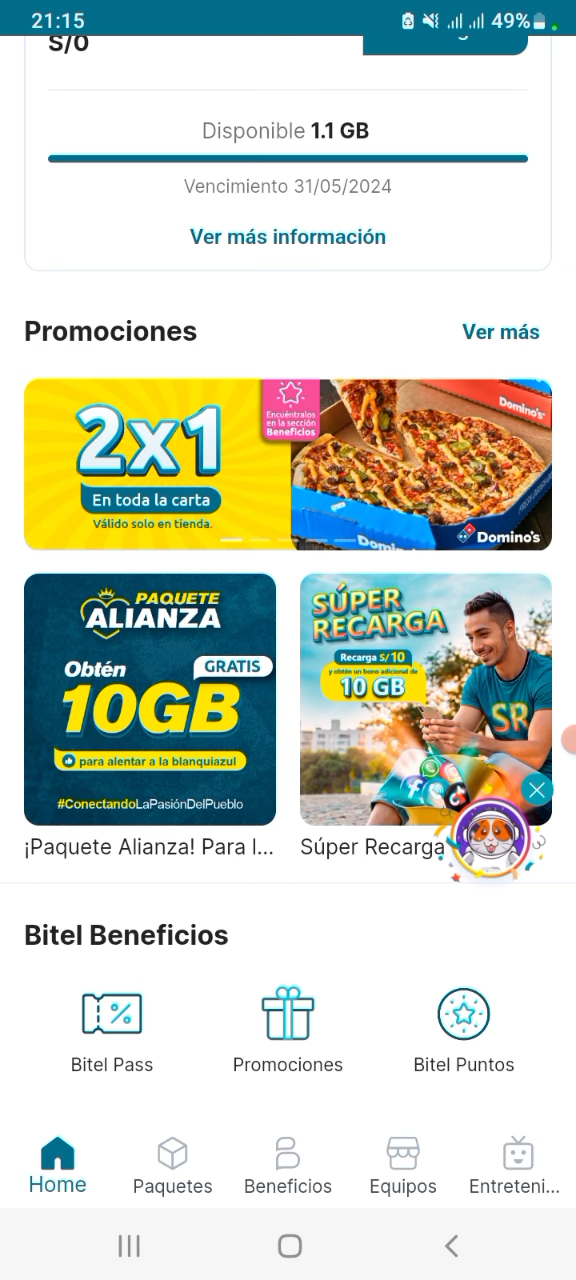 21:15
49%
S/0
Disponible 1.1 GB
Vencimiento 31/05/2024
Ver más información
Promociones
Ver más
2x1
En toda la carta
Válido solo en tienda.
Encuéntralos
en la sección
Beneficios
Domino's
Domino's
PAQUETE
ALIANZA
Obtén
GRATIS
10GB
para alentar a la blanquiazul
#ConectandoLaPasiónDelPueblo
SÚPER
RECARGA
Recarga S/10
y obtén un bono adicional de
10 GB
SR
¡Paquete Alianza! Para l...
Súper Recarga
Bitel Beneficios
Bitel Pass
Promociones
Bitel Puntos
Home
Paquetes
Beneficios
Equipos
Entreteni...